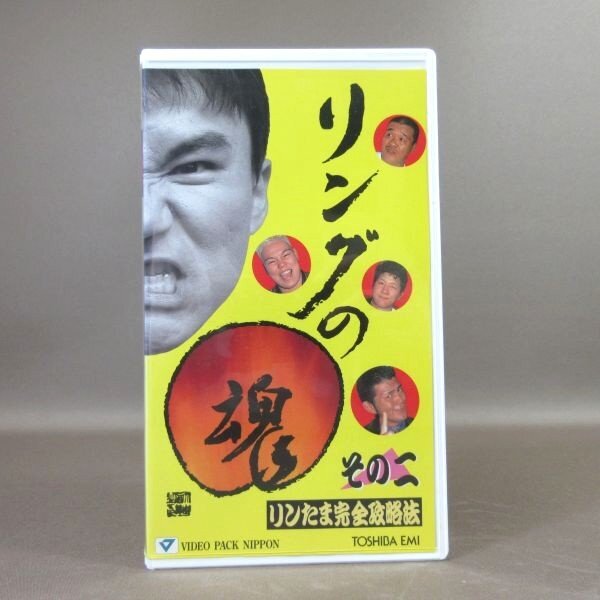 リングの
魂
その二
リンたま完全攻略法
VIDEO PACK NIPPON
TOSHIBA EMI